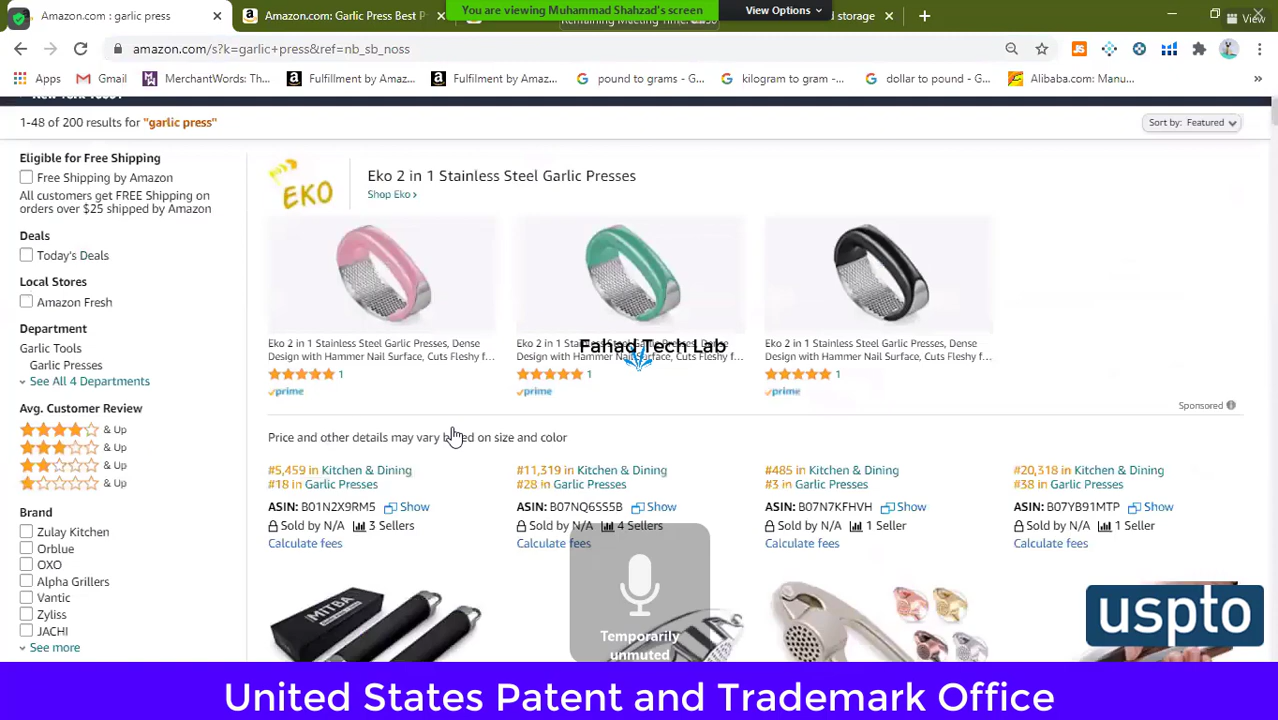 Amazon.com : garlic press
Amazon.com: Garlic Press Best P
You are viewing Muhammad Shahzad's screen
Remaining Meeting Time:
View Options
d storage
View
amazon.com/s?k=garlic+press&ref=nb_sb_noss
Apps
Gmail
MerchantWords: Th...
Fulfillment by Amaz...
Fulfilment by Amaz...
pound to grams - G...
kilogram to gram -...
dollar to pound - G...
Alibaba.com: Manu...
1-48 of 200 results for "garlic press"
Sort by: Featured
Eligible for Free Shipping
Free Shipping by Amazon
All customers get FREE Shipping on
orders over $25 shipped by Amazon
Deals
Today's Deals
Local Stores
Amazon Fresh
Department
Garlic Tools
Garlic Presses
See All 4 Departments
Avg. Customer Review
& Up
& Up
& Up
& Up
Brand
Zulay Kitchen
Orblue
OXO
Alpha Grillers
Vantic
Zyliss
JACHI
See more
EKO
Eko 2 in 1 Stainless Steel Garlic Presses
Shop Eko ›
Eko 2 in 1 Stainless Steel Garlic Presses, Dense
Design with Hammer Nail Surface, Cuts Fleshy f...
1
prime
Eko 2 in 1 Stainless Steel Garlic Presses, Dense
Design with Hammer Nail Surface, Cuts Fleshy f...
1
prime
Eko 2 in 1 Stainless Steel Garlic Presses, Dense
Design with Hammer Nail Surface, Cuts Fleshy f...
1
prime
Fahad Tech Lab
Sponsored
Price and other details may vary based on size and color
#5,459 in Kitchen & Dining
#18 in Garlic Presses
ASIN: B01N2X9RM5 Show
Sold by N/A 3 Sellers
Calculate fees
#11,319 in Kitchen & Dining
#28 in Garlic Presses
ASIN: B07NQ6SS5B Show
Sold by N/A 4 Sellers
Calculate fees
#485 in Kitchen & Dining
#3 in Garlic Presses
ASIN: B07N7KFHVH Show
Sold by N/A 1 Seller
Calculate fees
#20,318 in Kitchen & Dining
#38 in Garlic Presses
ASIN: B07YB91MTP Show
Sold by N/A 1 Seller
Calculate fees
MITBA
Temporarily
unmuted
uspto
United States Patent and Trademark Office